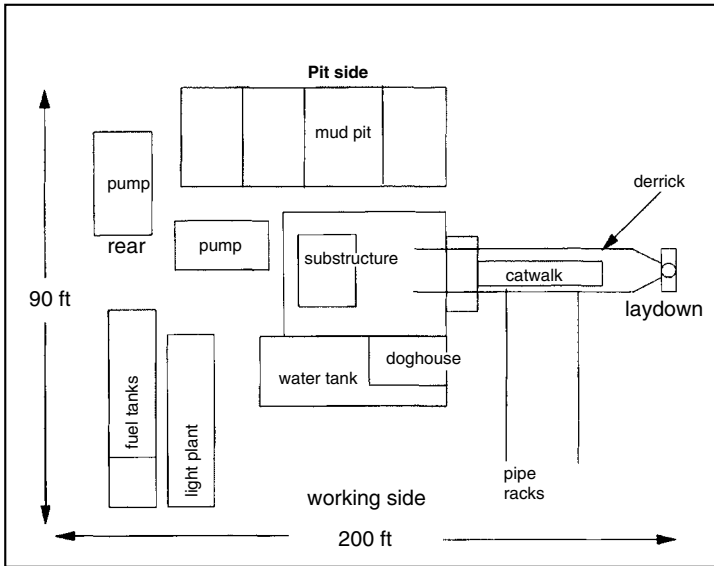 Pit side
mud pit
derrick
pump
rear
pump
substructure
catwalk
90 ft
laydown
doghouse
water tank
fuel tanks
light plant
pipe
racks
working side
200 ft